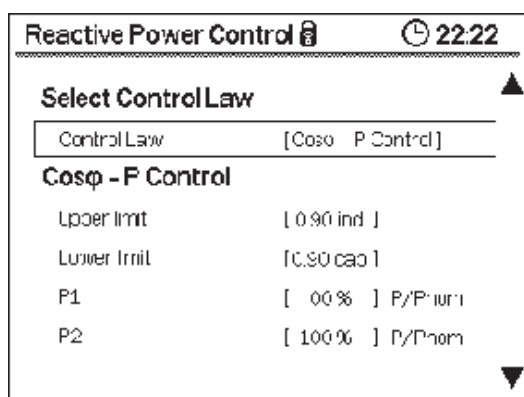 Reactive Power Control 22:22
Select Control Law
Control Law [Cosφ P Control]
Cosφ - P Control
Upper limit [ 0.90 ind ]
Lower limit [0.90 cap ]
P1 [ 00 % ] P/Pnom
P2 [ 100 % ] P/Pnom